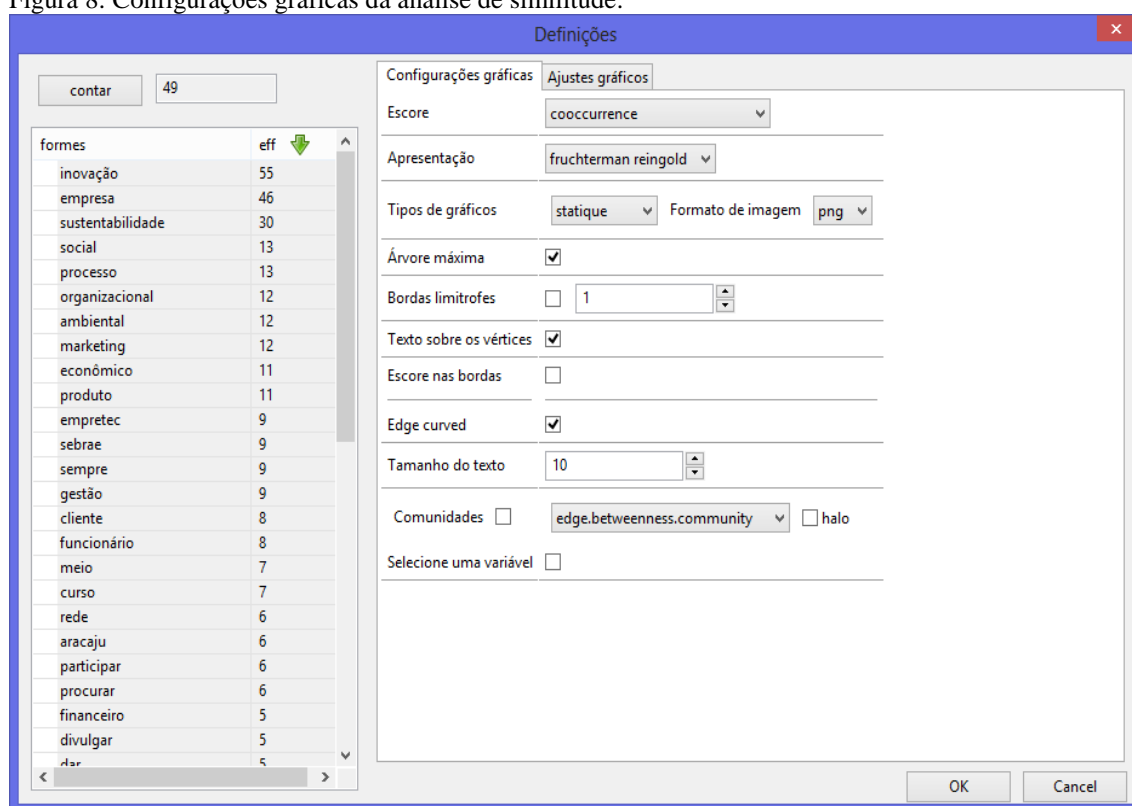 Figura 8. Configurações gráficas da análise de similitude.
Definições
contar 49
formes eff
inovação 55
empresa 46
sustentabilidade 30
social 13
processo 13
organizacional 12
ambiental 12
marketing 12
econômico 11
produto 11
empretec 9
sebrae 9
sempre 9
gestão 9
cliente 8
funcionário 8
meio 7
curso 7
rede 6
aracaju 6
participar 6
procurar 6
financeiro 5
divulgar 5
dar 5
Configurações gráficas Ajustes gráficos
Escore cooccurrence
Apresentação fruchterman reingold
Tipos de gráficos statique Formato de imagem png
Árvore máxima
Bordas limitrofes 1
Texto sobre os vértices
Escore nas bordas
Edge curved
Tamanho do texto 10
Comunidades edge.betweenness.community halo
Selecione uma variável
OK Cancel